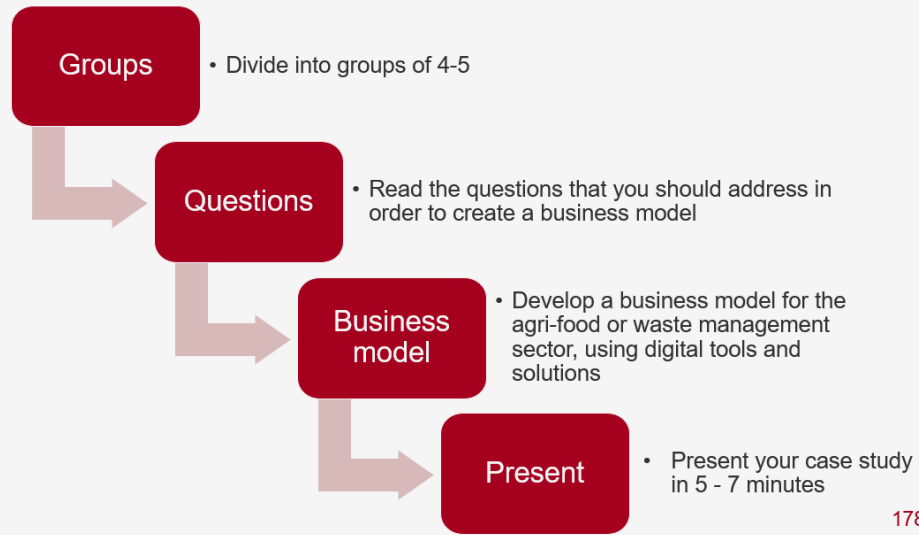 Groups
• Divide into groups of 4-5
Questions
• Read the questions that you should address in
order to create a business model
Business
model
• Develop a business model for the
agri-food or waste management
sector, using digital tools and
solutions
Present
• Present your case study
in 5 - 7 minutes
178